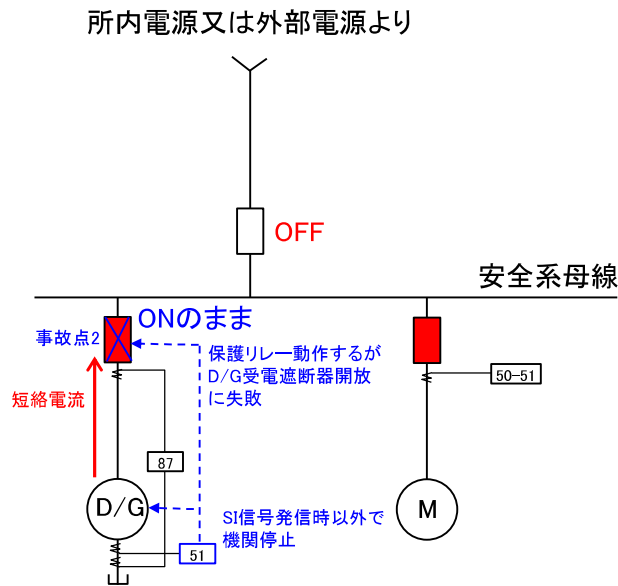 所内電源又は外部電源より
OFF
安全系母線
ONのまま
事故点2
保護リレー動作するが
D/G受電遮断器開放
に失敗
50-51
短絡電流
87
D/G
M
SI信号発信時以外で
機関停止
51